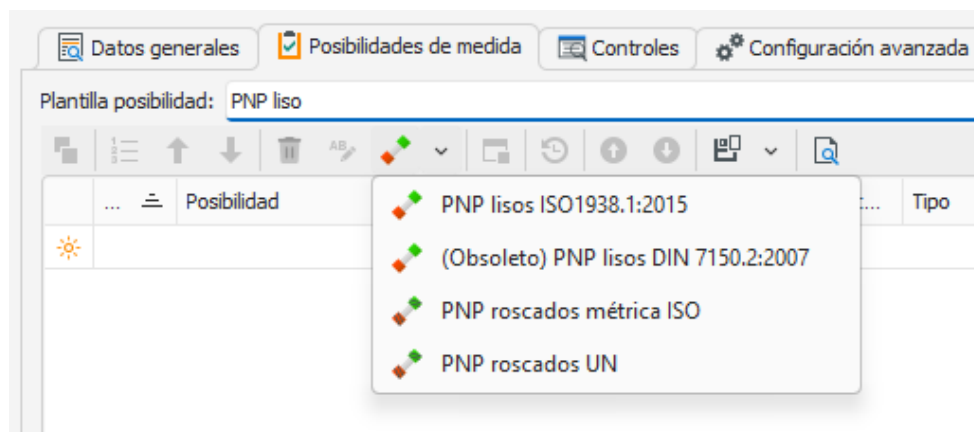 Datos generales
Posibilidades de medida
Controles
Configuración avanzada
Plantilla posibilidad: PNP liso
... Posibilidad
Tipo
PNP lisos ISO1938.1:2015
(Obsoleto) PNP lisos DIN 7150.2:2007
PNP roscados métrica ISO
PNP roscados UN